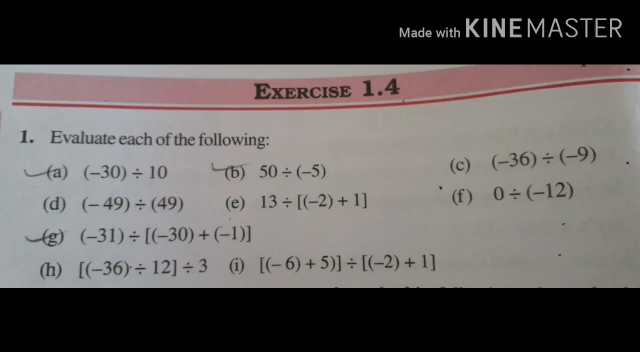 Made with KINEMASTER
EXERCISE 1.4
1. Evaluate each of the following:
(a) (–30) ÷ 10 (b) 50 ÷ (–5) (c) (–36) ÷ (–9)
(d) (– 49) ÷ (49) (e) 13 ÷ [(–2) + 1] (f) 0 ÷ (–12)
(g) (–31) ÷ [(–30) + (–1)]
(h) [(–36) ÷ 12] ÷ 3 (i) [(– 6) + 5)] ÷ [(–2) + 1]